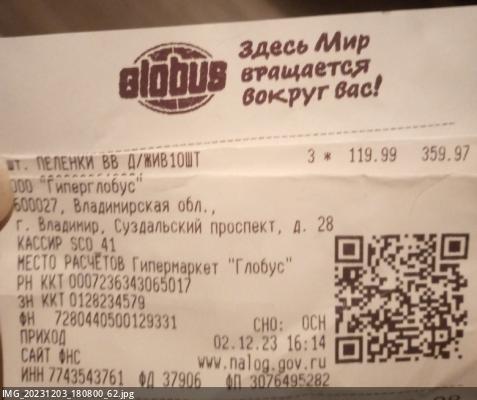 Globus
Здесь Мир
вращается
вокруг вас!
шт. ПЕЛЕНКИ ВВ Д/ЖИВ10ШТ 3 * 119.99 359.97
ООО "Гиперглобус"
600027, Владимирская обл.,
г. Владимир, Суздальский проспект, д. 28
КАССИР SCO 41
МЕСТО РАСЧЁТОВ Гипермаркет "Глобус"
РН ККТ 0007236343065017
ЗН ККТ 0128234579
ФН 7280440500129331 СНО: ОСН
ПРИХОД 02.12.23 16:14
САЙТ ФНС www.nalog.gov.ru
ИНН 7743543761 ФД 37906 ФП 3076495282
IMG_20231203_180800_62.jpg